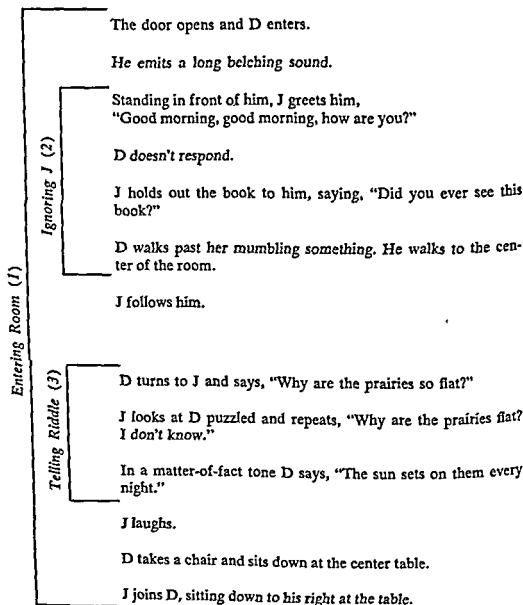 The door opens and D enters.
He emits a long belching sound.
Standing in front of him, J greets him,
"Good morning, good morning, how are you?"
D doesn't respond.
J holds out the book to him, saying, "Did you ever see this
book?"
D walks past her mumbling something. He walks to the cen-
ter of the room.
J follows him.
D turns to J and says, "Why are the prairies so flat?"
J looks at D puzzled and repeats, "Why are the prairies flat?
I don't know."
In a matter-of-fact tone D says, "The sun sets on them every
night."
J laughs.
D takes a chair and sits down at the center table.
J joins D, sitting down to his right at the table.
Entering Room (1)
Ignoring J (2)
Telling Riddle (3)